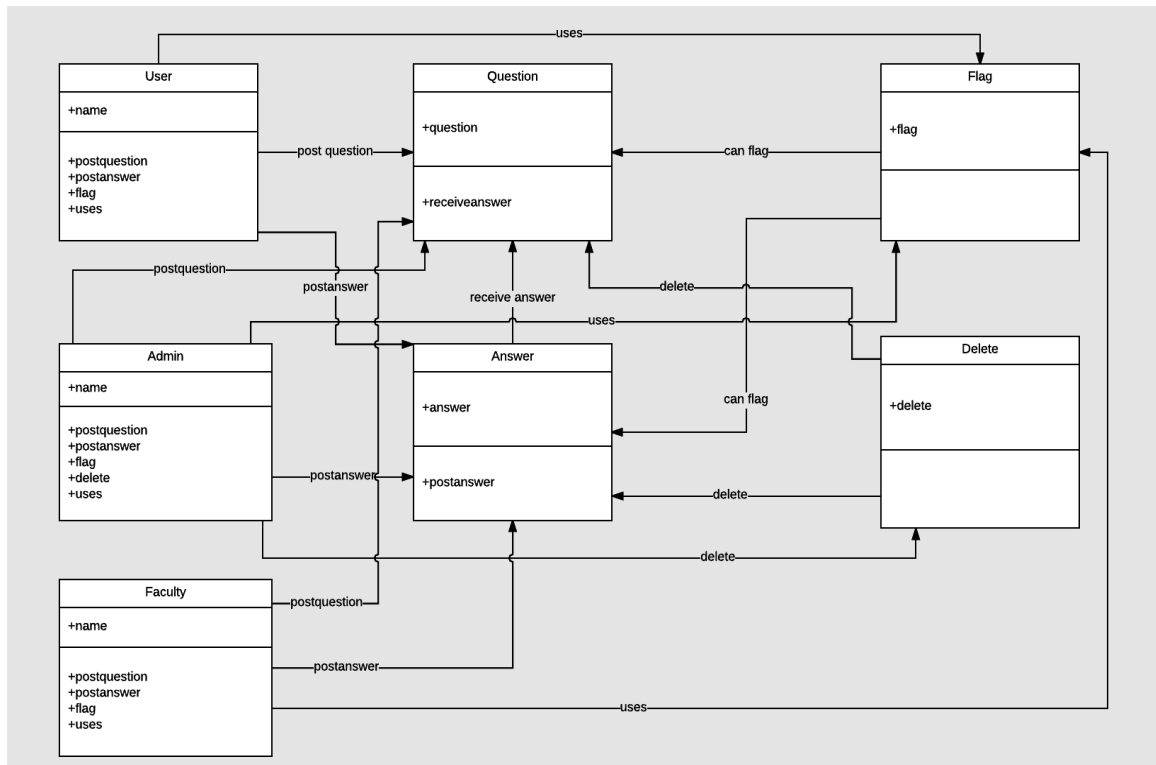 uses
User
+name
+postquestion
+postanswer
+flag
+uses
post question
Question
+question
+receiveanswer
can flag
Flag
+flag
postquestion
postanswer
receive answer
delete
uses
Admin
+name
+postquestion
+postanswer
+flag
+delete
+uses
postanswer
Answer
+answer
+postanswer
can flag
delete
Delete
+delete
delete
Faculty
+name
+postquestion
+postanswer
+flag
+uses
postquestion
postanswer
uses